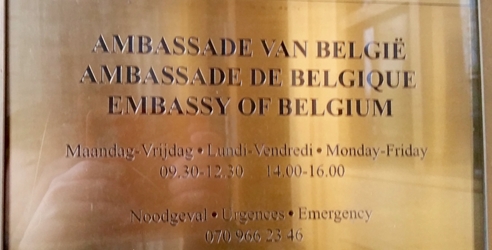 AMBASSADE VAN BELGIË
AMBASSADE DE BELGIQUE
EMBASSY OF BELGIUM
Maandag-Vrijdag • Lundi-Vendredi • Monday-Friday
09.30-12.30 14.00-16.00
Noodgeval • Urgences • Emergency
070 966 23 46